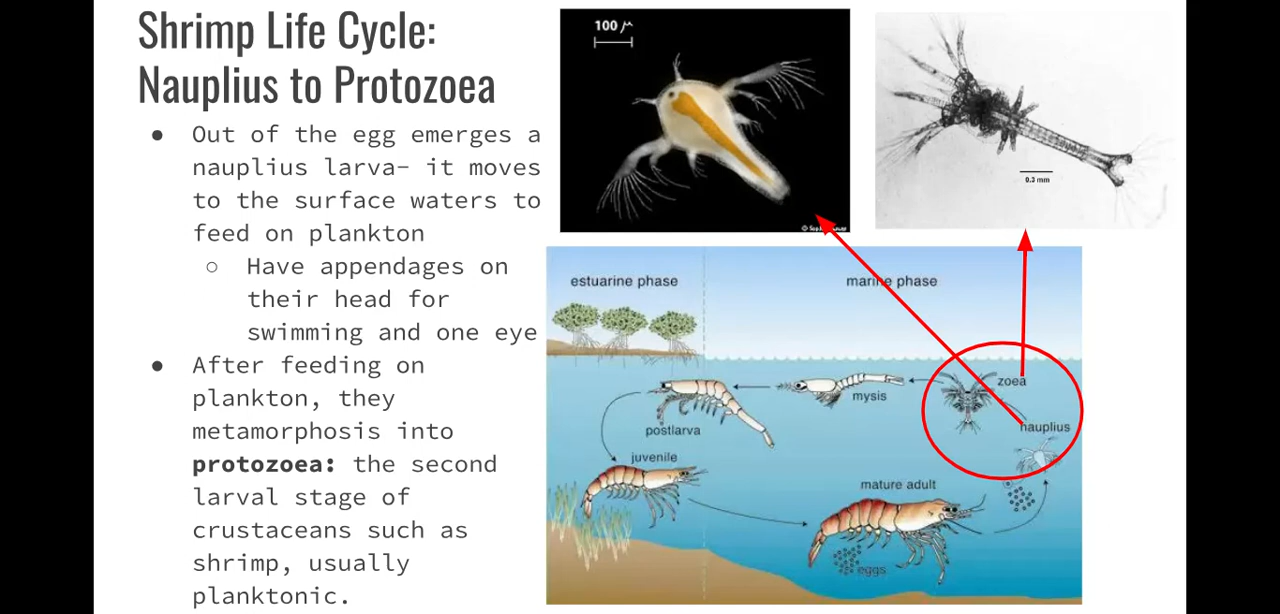 Shrimp Life Cycle:
Nauplius to Protozoea
● Out of the egg emerges a
nauplius larva- it moves
to the surface waters to
feed on plankton
○ Have appendages on
their head for
swimming and one eye
● After feeding on
plankton, they
metamorphosis into
protozoea: the second
larval stage of
crustaceans such as
shrimp, usually
planktonic.
100 µ
0.3 mm
estuarine phase
marine phase
zoea
mysis
nauplius
postlarva
juvenile
mature adult
eggs